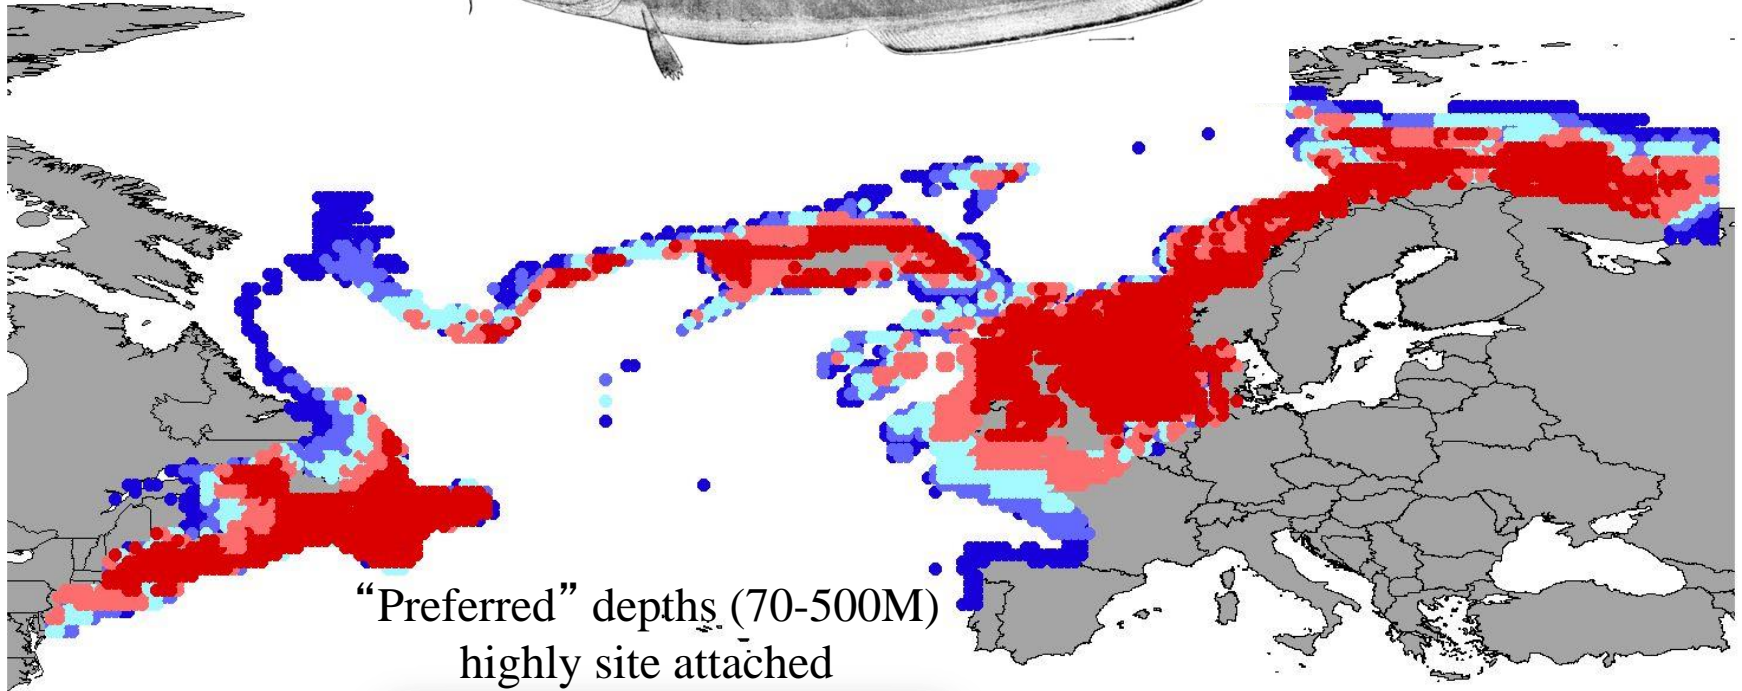 “Preferred” depths (70-500M)
highly site attached